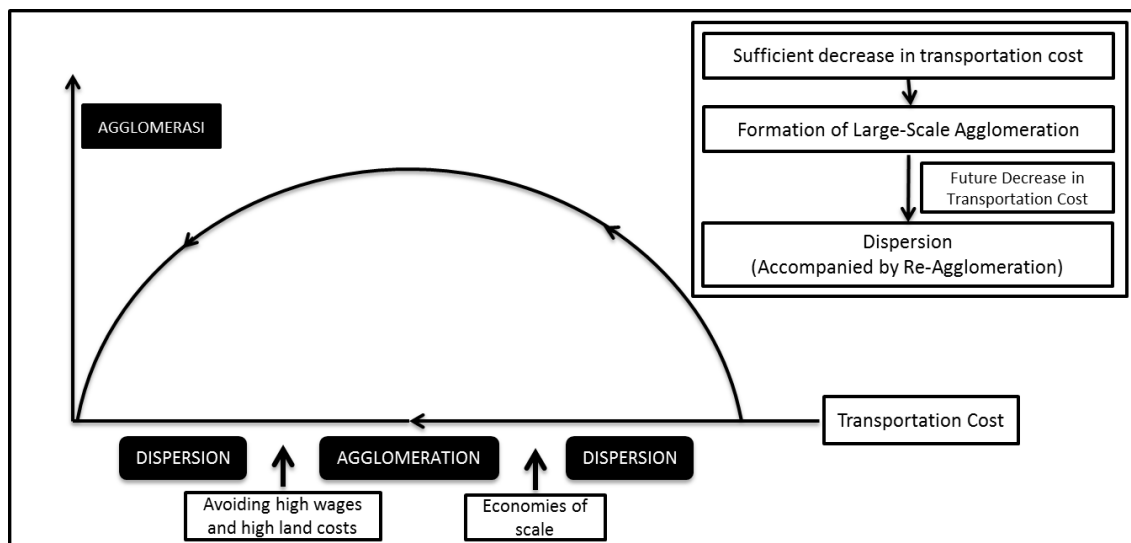 Sufficient decrease in transportation cost
AGGLOMERASI
Formation of Large-Scale Agglomeration
Future Decrease in
Transportation Cost
Dispersion
(Accompanied by Re-Agglomeration)
Transportation Cost
DISPERSION
AGGLOMERATION
DISPERSION
Avoiding high wages
and high land costs
Economies of
scale